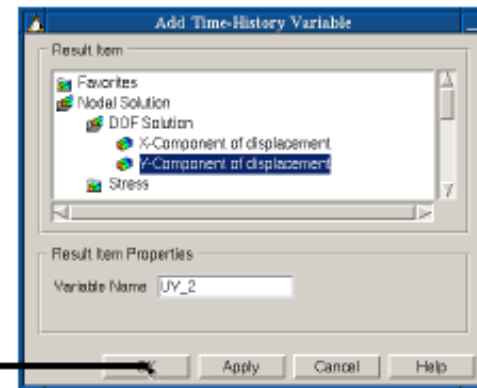 Add Time-History Variable
Result Item
Favorites
Nodal Solution
DOF Solution
X-Component of displacement
Y-Component of displacement
Stress
Result Item Properties
Variable Name UY_2
OK Apply Cancel Help